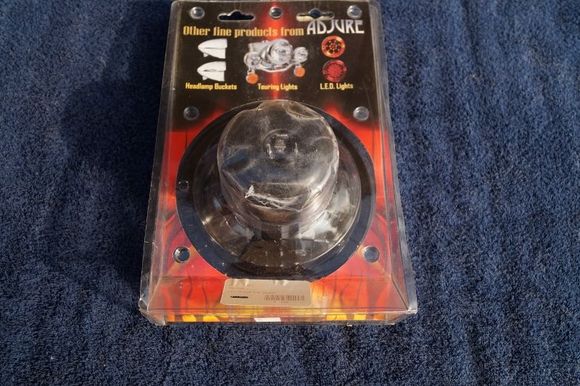 Other fine products from ADJURE
Headlamp Buckets
Touring Lights
L.E.D. Lights